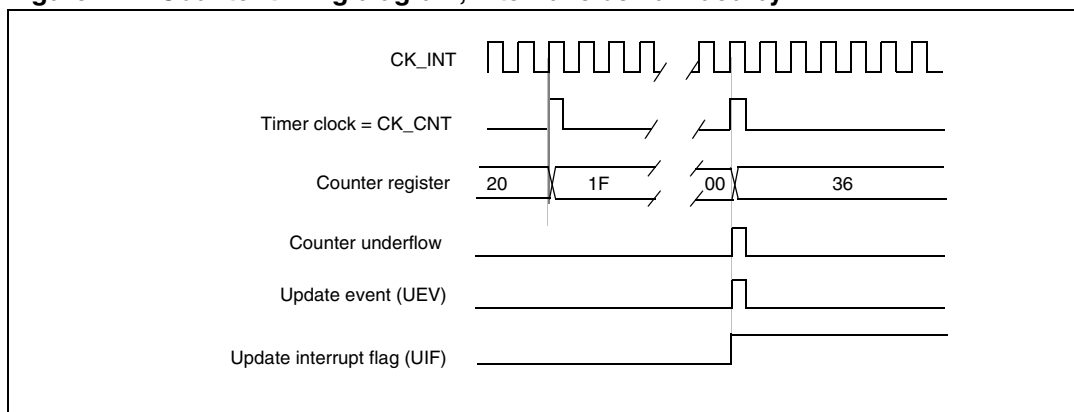 CK_INT
Timer clock = CK_CNT
Counter register 20 1F 00 36
Counter underflow
Update event (UEV)
Update interrupt flag (UIF)